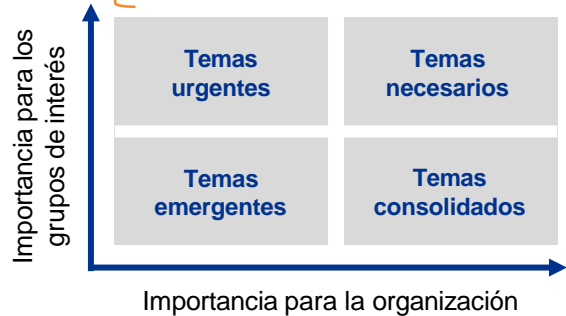 Importancia para los
grupos de interés
Temas
urgentes
Temas
necesarios
Temas
emergentes
Temas
consolidados
Importancia para la organización